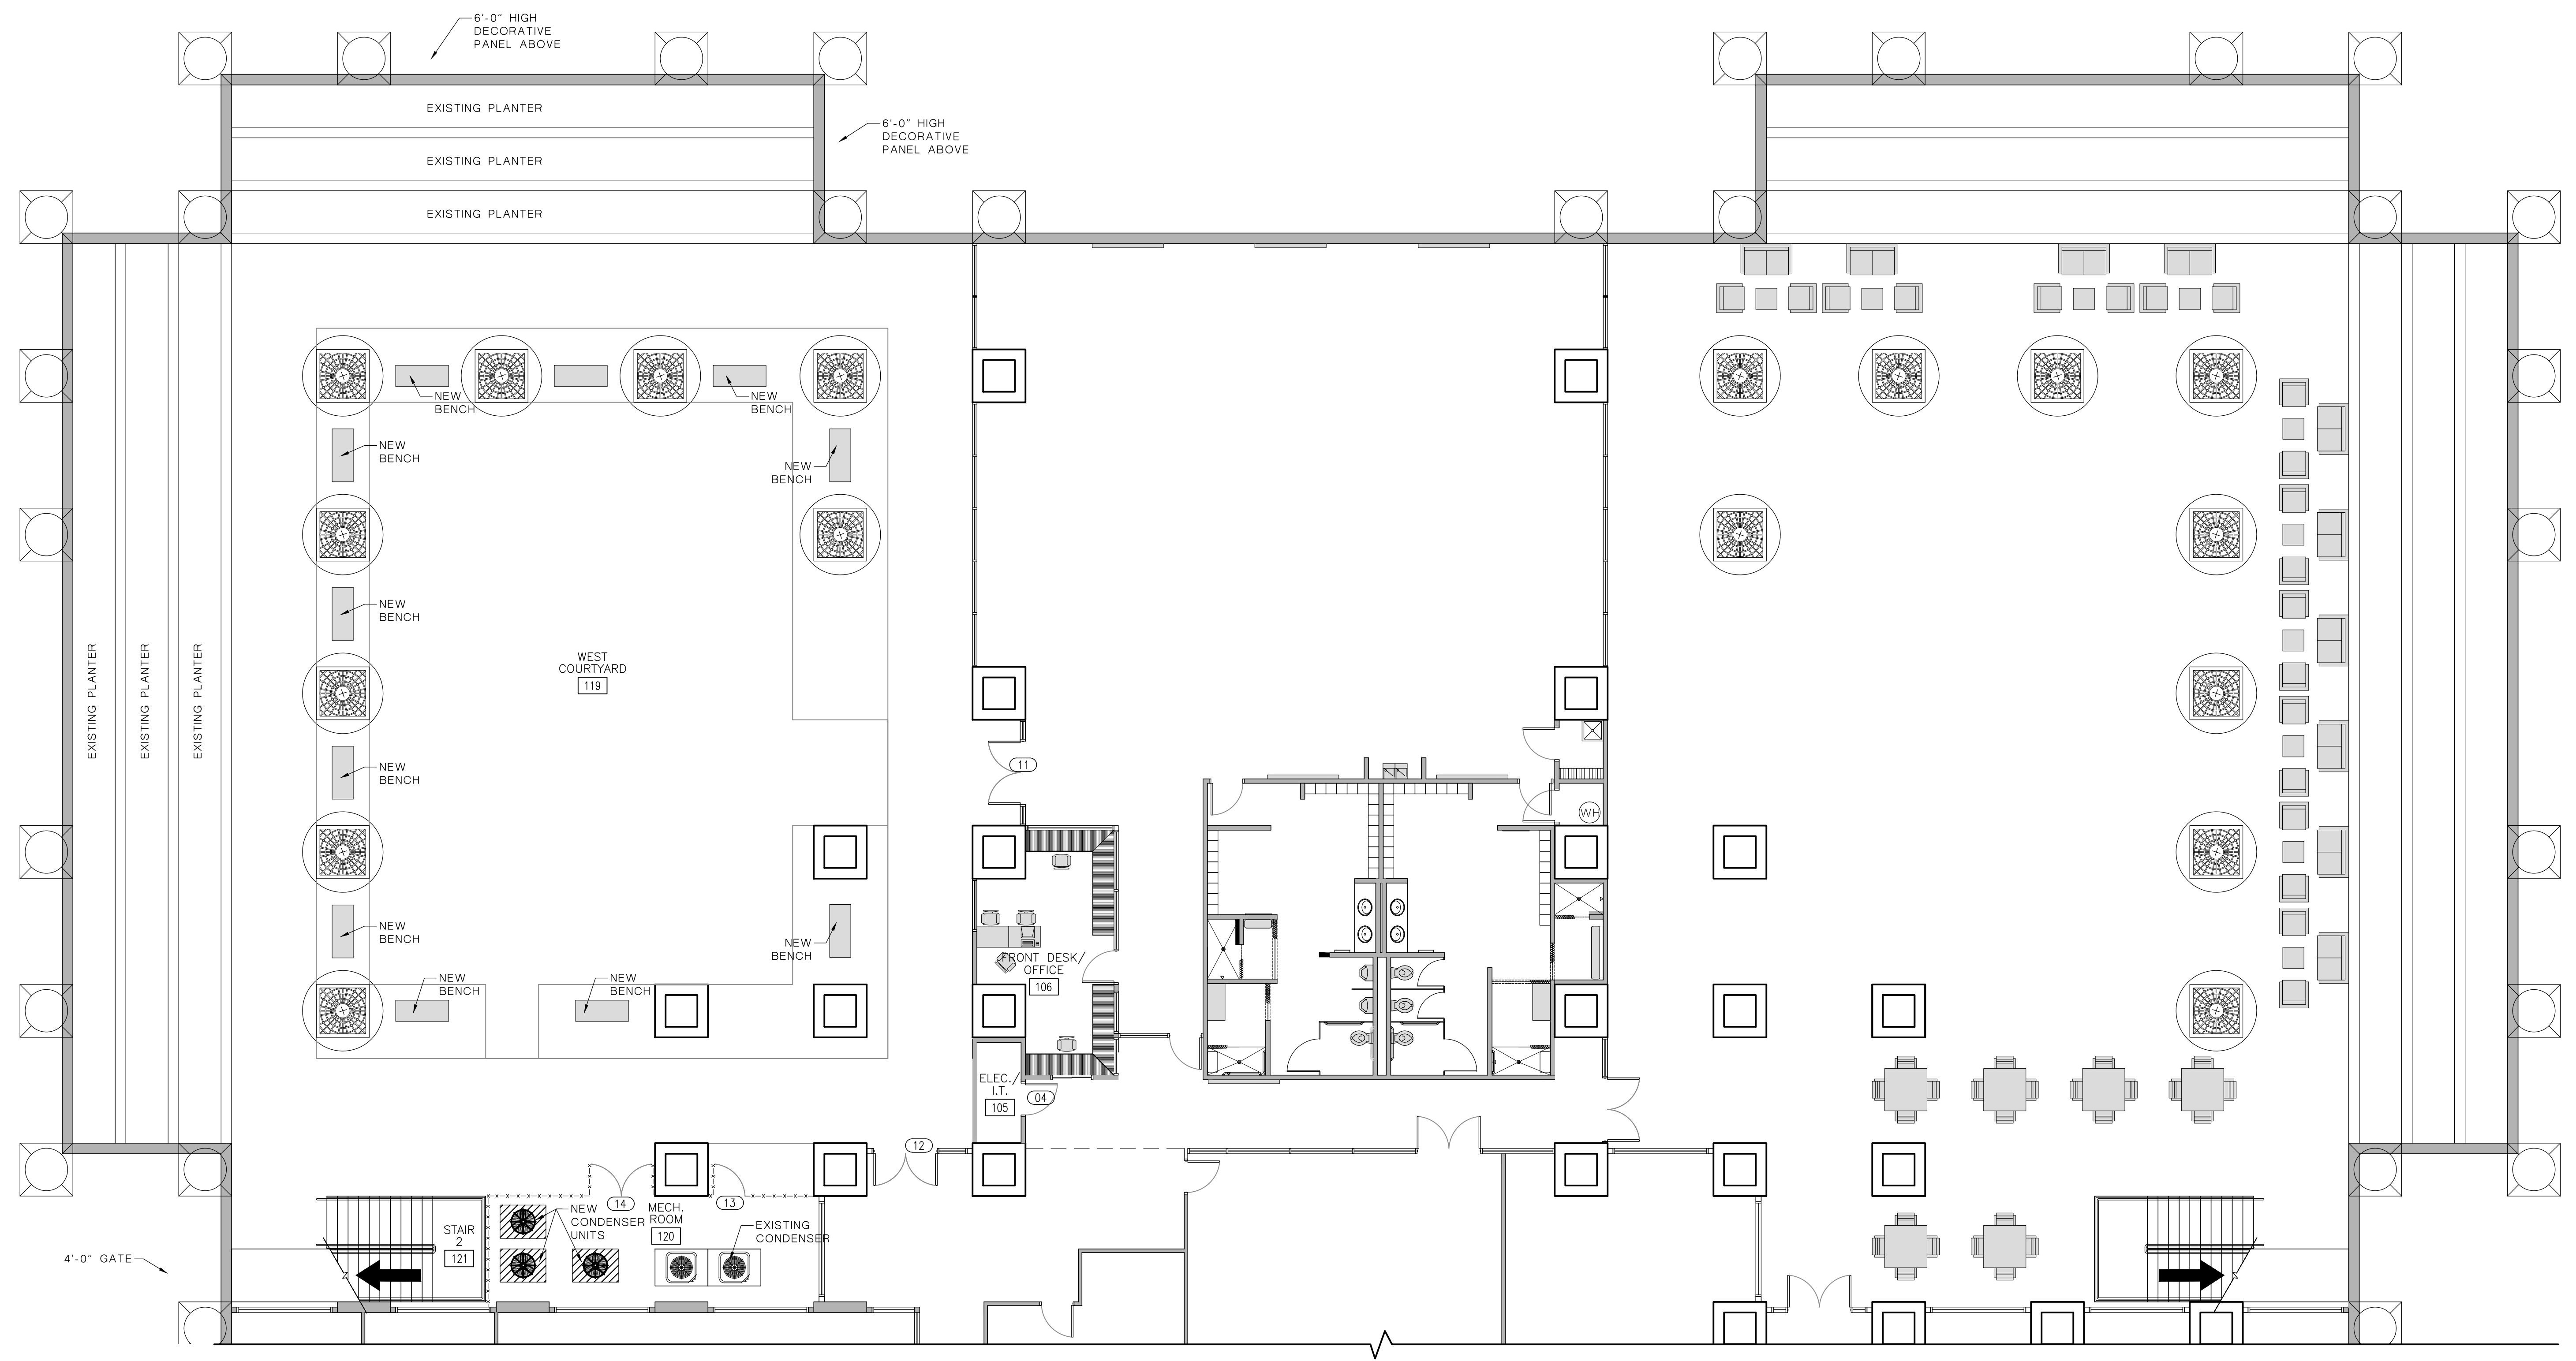 6'-0" HIGH
DECORATIVE
PANEL ABOVE
EXISTING PLANTER
6'-0" HIGH
DECORATIVE
PANEL ABOVE
EXISTING PLANTER
EXISTING PLANTER
NEW
BENCH
NEW
BENCH
NEW
BENCH
NEW
BENCH
NEW
BENCH
EXISTING PLANTER
EXISTING PLANTER
EXISTING PLANTER
WEST
COURTYARD
119
NEW
BENCH
11
WH
NEW
BENCH
NEW
BENCH
FRONT DESK/
OFFICE
106
NEW
BENCH
NEW
BENCH
ELEC./
I.T.
105
04
12
14
13
MECH.
ROOM
120
NEW
CONDENSER
UNITS
EXISTING
CONDENSER
STAIR
2
121
4'-0" GATE